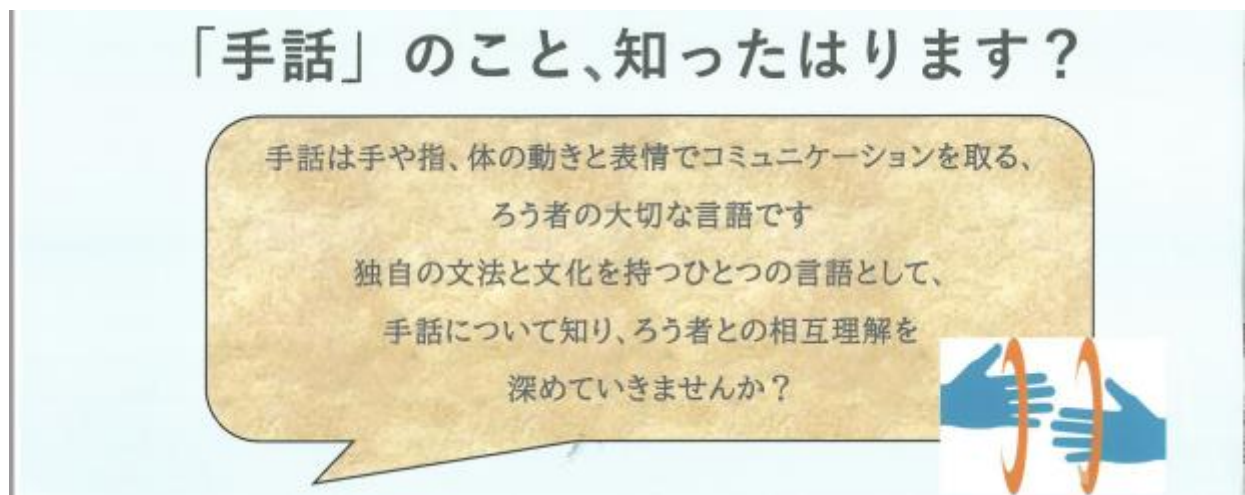 「手話」のこと、知ったはります？
手話は手や指、体の動きと表情でコミュニケーションを取る、
ろう者の大切な言語です
独自の文法と文化を持つひとつの言語として、
手話について知り、ろう者との相互理解を
深めていきませんか？